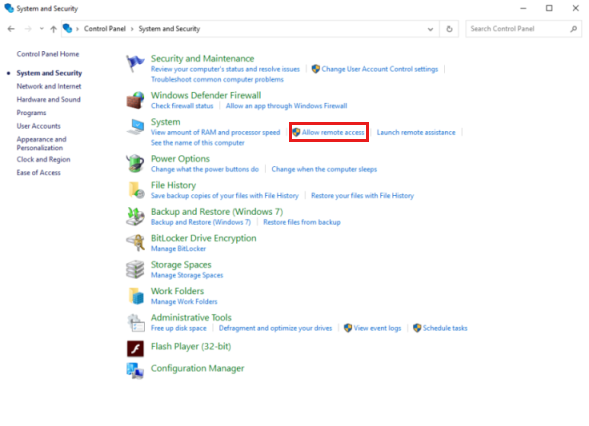 System and Security
Control Panel > System and Security
Search Control Panel
Control Panel Home
System and Security
Network and Internet
Hardware and Sound
Programs
User Accounts
Appearance and
Personalization
Clock and Region
Ease of Access
Security and Maintenance
Review your computer's status and resolve issues | Change User Account Control settings
Troubleshoot common computer problems
Windows Defender Firewall
Check firewall status | Allow an app through Windows Firewall
System
View amount of RAM and processor speed | Allow remote access | Launch remote assistance
See the name of this computer
Power Options
Change what the power buttons do | Change when the computer sleeps
File History
Save backup copies of your files with File History | Restore your files with File History
Backup and Restore (Windows 7)
Backup and Restore (Windows 7) | Restore files from backup
BitLocker Drive Encryption
Manage BitLocker
Storage Spaces
Manage Storage Spaces
Work Folders
Manage Work Folders
Administrative Tools
Free up disk space | Defragment and optimize your drives | View event logs | Schedule tasks
Flash Player (32-bit)
Configuration Manager